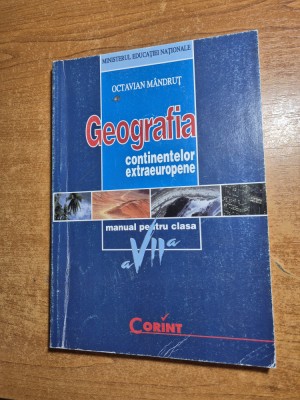 MINISTERUL EDUCAȚIEI NAȚIONALE
OCTAVIAN MÂNDRUȚ
Geografia
continentelor
extraeuropene
manual pentru clasa
a VII a
CORINT